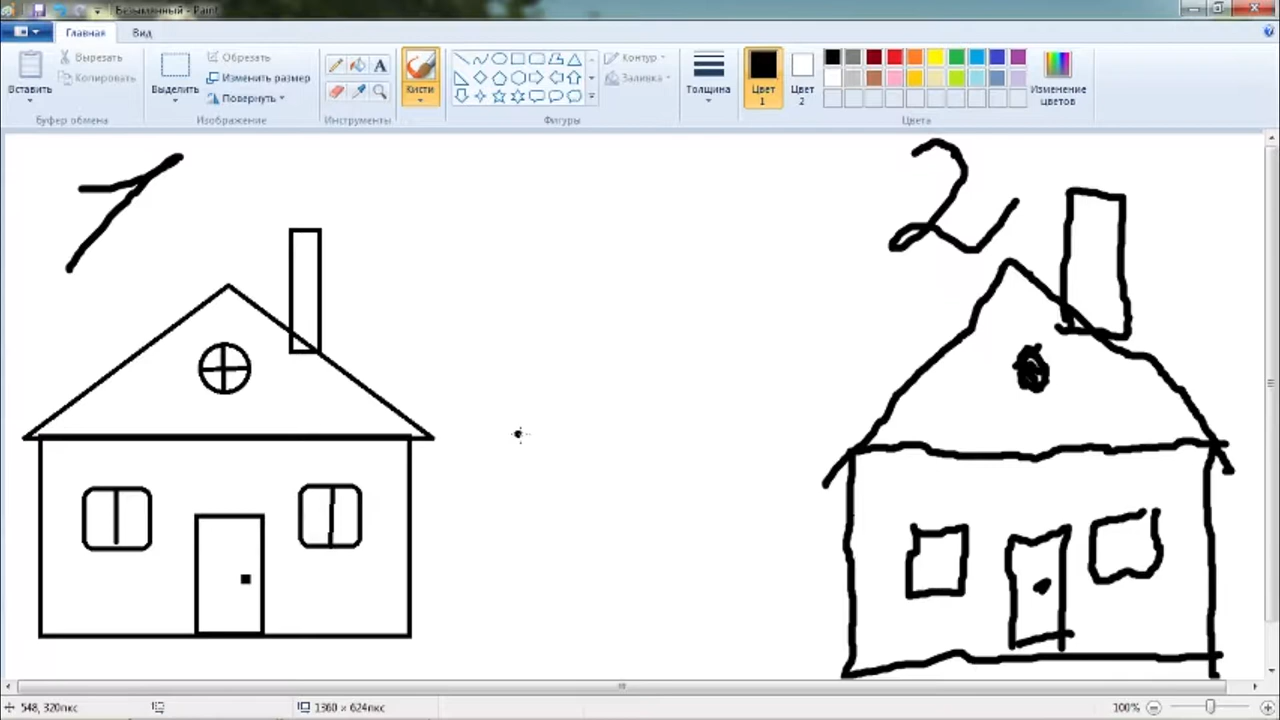 Безымянный - Paint
Главная Вид
Вставить
Вырезать
Копировать
Буфер обмена
Выделить
Обрезать
Изменить размер
Повернуть
Изображение
Инструменты
Кисти
Контур
Заливка
Фигуры
Толщина
Цвет 1
Цвет 2
Изменение цветов
Цвета
1 2
548, 320пкс 1360 × 624пкс 100%